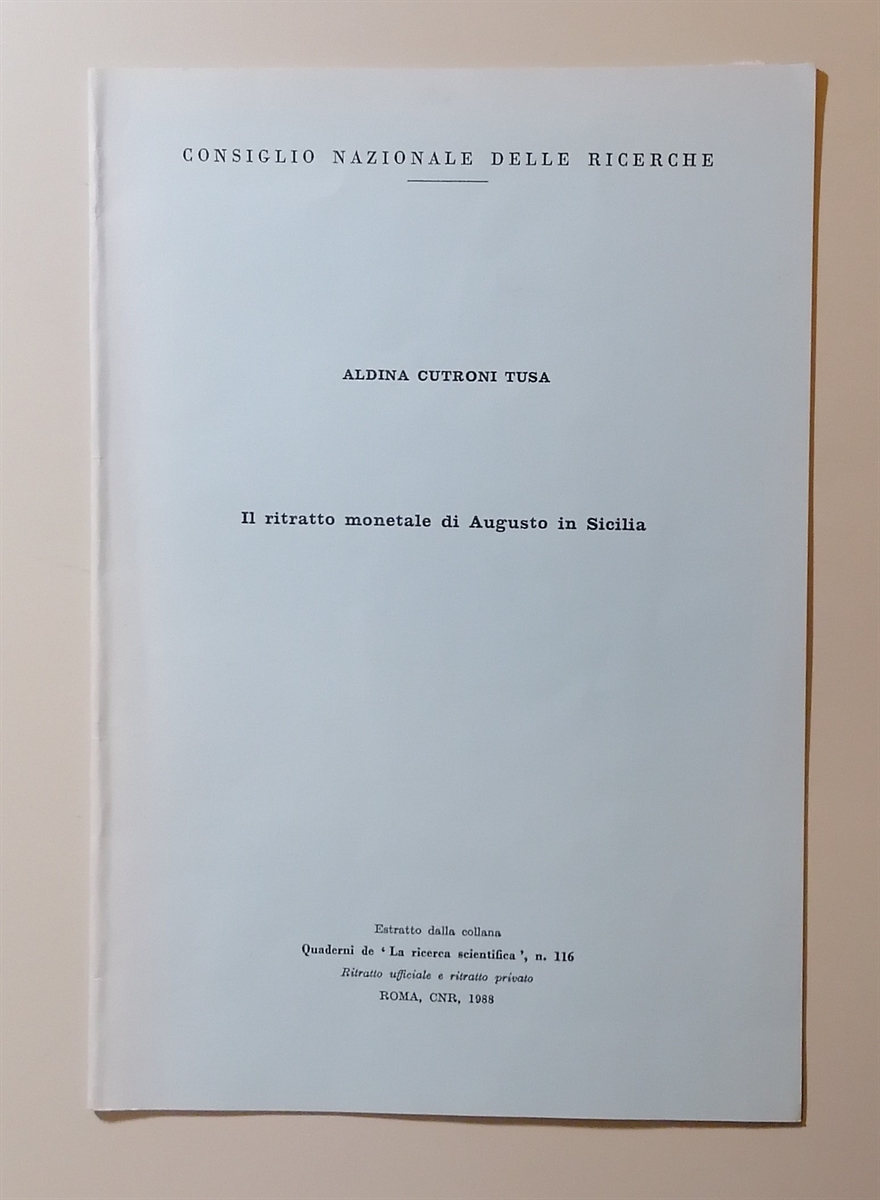 CONSIGLIO NAZIONALE DELLE RICERCHE
ALDINA CUTRONI TUSA
Il ritratto monetale di Augusto in Sicilia
Estratto dalla collana
Quaderni de ‘ La ricerca scientifica ’, n. 116
Ritratto ufficiale e ritratto privato
ROMA, CNR, 1988